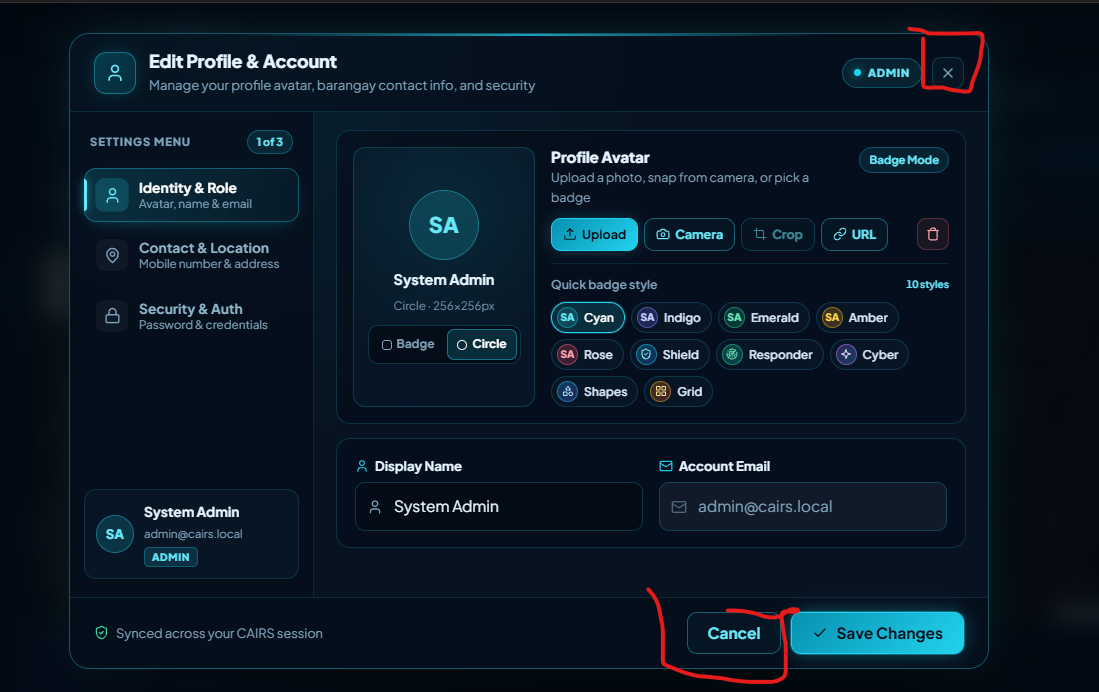 Edit Profile & Account
Manage your profile avatar, barangay contact info, and security
ADMIN
SETTINGS MENU
1 of 3
Identity & Role
Avatar, name & email
Contact & Location
Mobile number & address
Security & Auth
Password & credentials
System Admin
admin@cairs.local
ADMIN
SA
SA
System Admin
Circle · 256×256px
Badge
Circle
Profile Avatar
Upload a photo, snap from camera, or pick a
badge
Badge Mode
Upload
Camera
Crop
URL
Quick badge style
10 styles
SA Cyan
SA Indigo
SA Emerald
SA Amber
SA Rose
Shield
Responder
Cyber
Shapes
Grid
Display Name
System Admin
Account Email
admin@cairs.local
Synced across your CAIRS session
Cancel
Save Changes